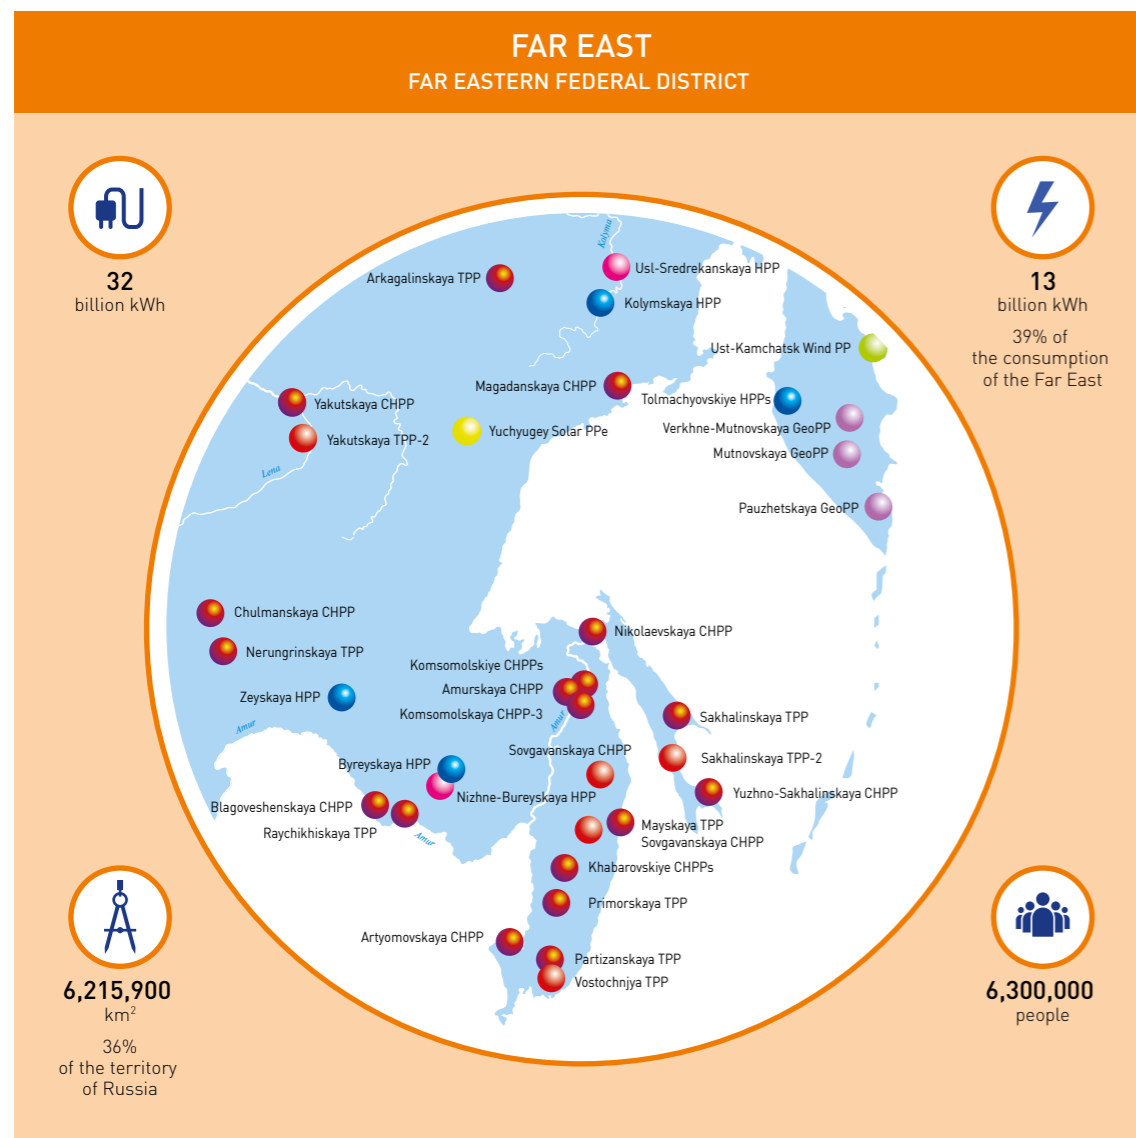 FAR EAST
FAR EASTERN FEDERAL DISTRICT
32
billion kWh
13
billion kWh
39% of
the consumption
of the Far East
Kolyma
Usl-Sredrekanskaya HPP
Arkagalinskaya TPP
Kolymskaya HPP
Ust-Kamchatsk Wind PP
Magadanskaya CHPP
Tolmachyovskiye HPPs
Yakutskaya CHPP
Verkhne-Mutnovskaya GeoPP
Yuchyugey Solar PPe
Yakutskaya TPP-2
Mutnovskaya GeoPP
Lena
Pauzhetskaya GeoPP
Chulmanskaya CHPP
Nikolaevskaya CHPP
Nerungrinskaya TPP
Komsomolskiye CHPPs
Amurskaya CHPP
Zeyskaya HPP
Komsomolskaya CHPP-3
Sakhalinskaya TPP
Amur
Amur
Sovgavanskaya CHPP
Sakhalinskaya TPP-2
Byreyskaya HPP
Yuzhno-Sakhalinskaya CHPP
Nizhne-Bureyskaya HPP
Blagoveshenskaya CHPP
Mayskaya TPP
Raychikhiskaya TPP
Amur
Sovgavanskaya CHPP
Khabarovskiye CHPPs
Primorskaya TPP
Artyomovskaya CHPP
Partizanskaya TPP
Vostochnjya TPP
6,215,900
km²
36%
of the territory
of Russia
6,300,000
people